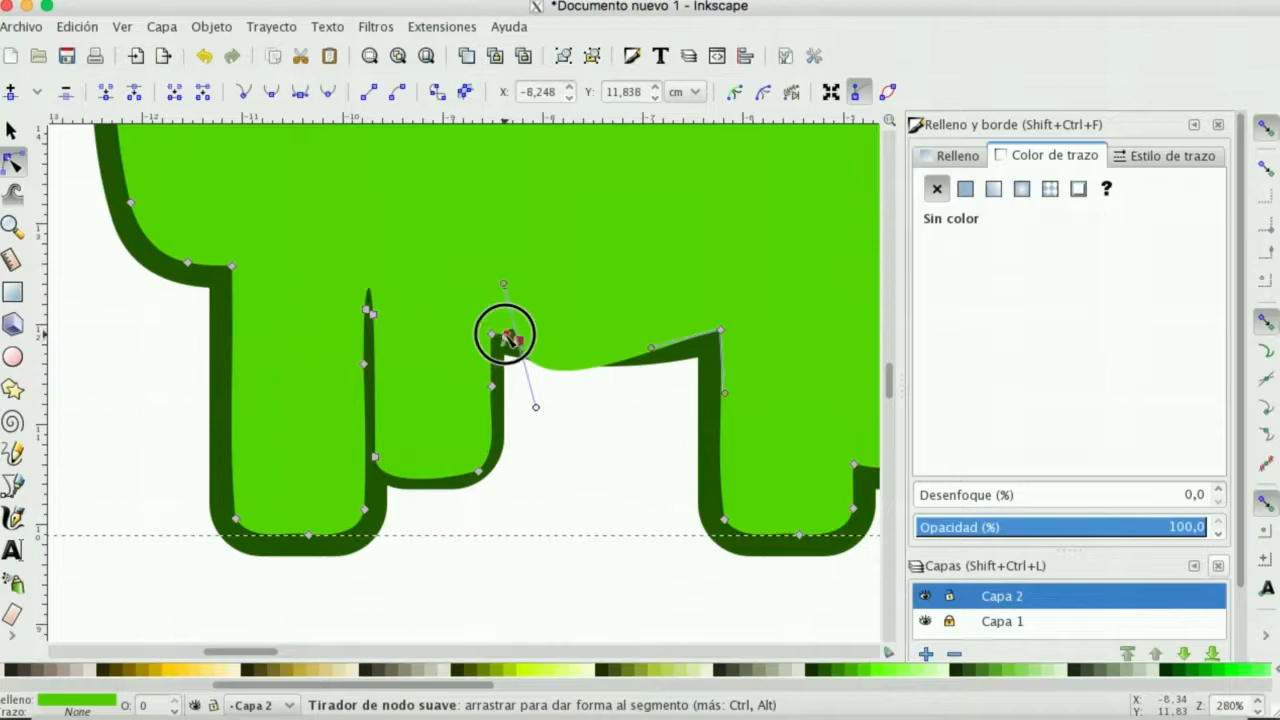 *Documento nuevo 1 - Inkscape
Archivo Edición Ver Capa Objeto Trayecto Texto Filtros Extensiones Ayuda
X: -8,248 Y: 11,838 cm
Relleno y borde (Shift+Ctrl+F)
Relleno Color de trazo Estilo de trazo
Sin color
Desenfoque (%) 0,0
Opacidad (%) 100,0
Capas (Shift+Ctrl+L)
Capa 2
Capa 1
elleno: O: 0 Capa 2 Tirador de nodo suave: arrastrar para dar forma al segmento (más: Ctrl, Alt) X: -8,34 Z: 280%
razo: None Y: 11,83